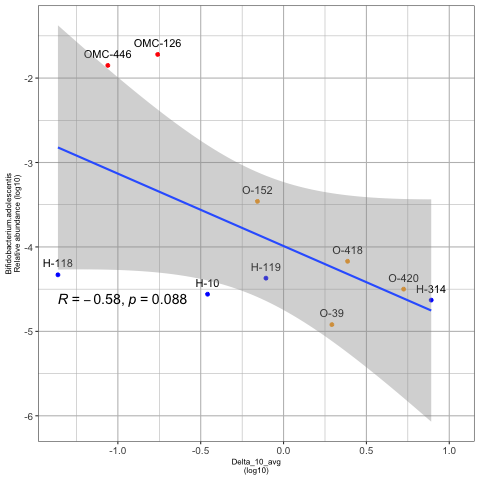 OMC-126
OMC-446
O-152
O-418
H-119
H-118
O-420
H-314
H-10
R = − 0.58, p = 0.088
O-39
-2
-3
-4
-5
-6
Bifidobacterium.adolescentis
Relative abundance (log10)
-1.0 -0.5 0.0 0.5 1.0
Delta_10_avg
(log10)